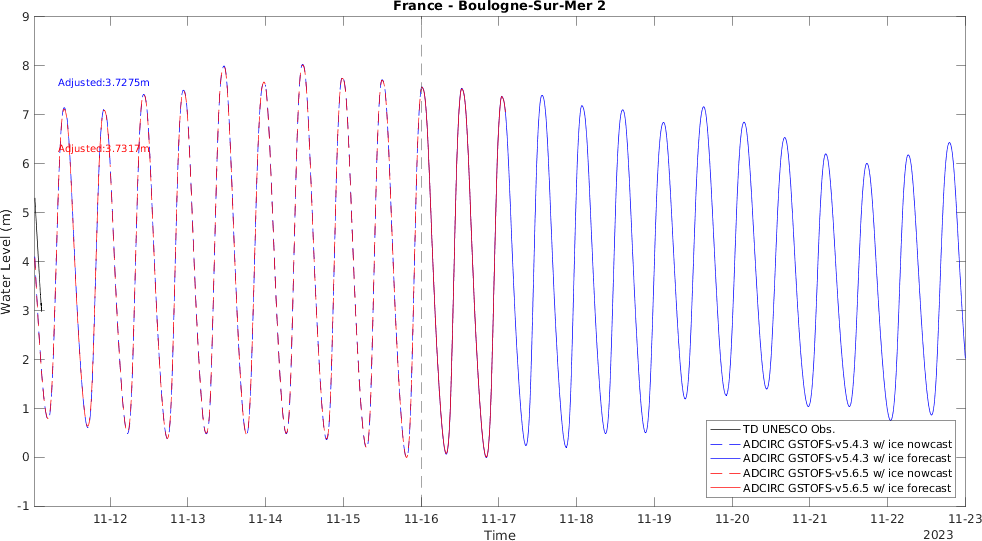 France - Boulogne-Sur-Mer 2
9
8
7
6
5
4
3
2
1
0
-1
Water Level (m)
Adjusted:3.7275m
Adjusted:3.7317m
TD UNESCO Obs.
ADCIRC GSTOFS-v5.4.3 w/ ice nowcast
ADCIRC GSTOFS-v5.4.3 w/ ice forecast
ADCIRC GSTOFS-v5.6.5 w/ ice nowcast
ADCIRC GSTOFS-v5.6.5 w/ ice forecast
11-12 11-13 11-14 11-15 11-16 11-17 11-18 11-19 11-20 11-21 11-22 11-23
Time
2023